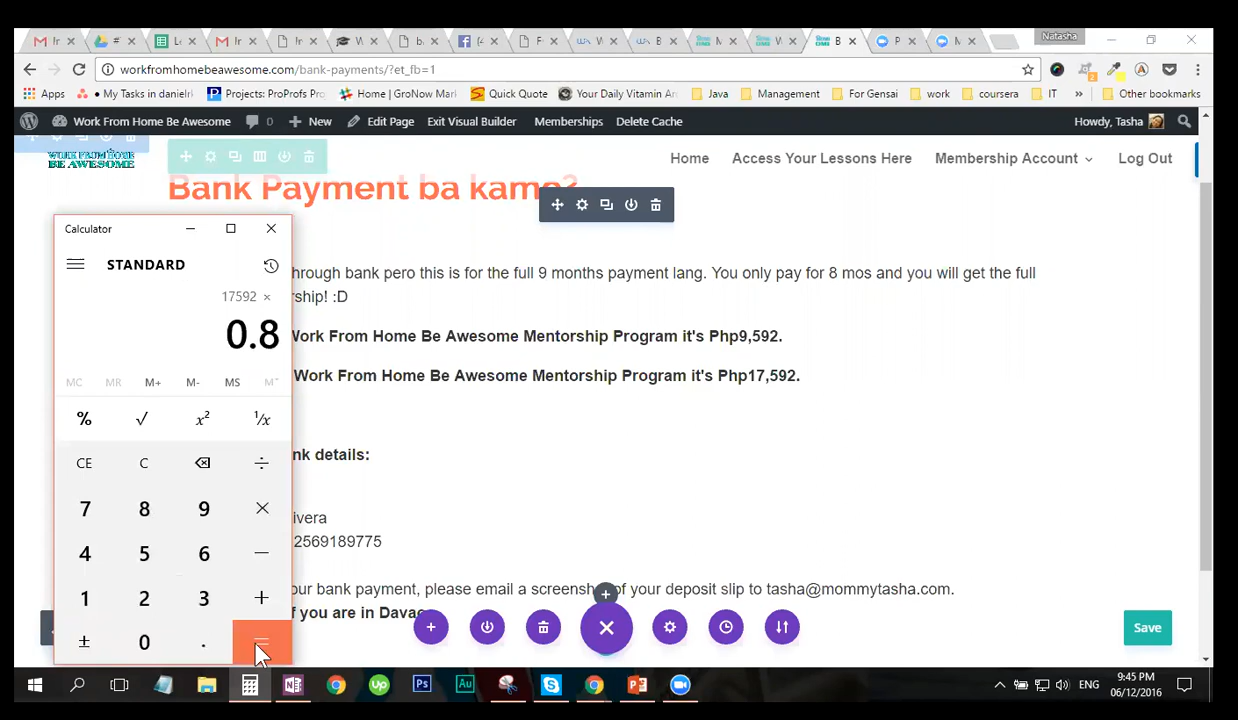 Natasha
workfromhomebeawesome.com/bank-payments/?et_fb=1
Apps My Tasks in danielr Projects: ProProfs Pro Home | GroNow Mark Quick Quote Your Daily Vitamin Ar Java Management For Gensai work coursera IT » Other bookmarks
Work From Home Be Awesome 0 New Edit Page Exit Visual Builder Memberships Delete Cache Howdy, Tasha
WORK FROM HOME
BE AWESOME
Home Access Your Lessons Here Membership Account Log Out
Bank Payment ba kamo?
Calculator
STANDARD
17592 ×
0.8
MC MR M+ M- MS M˅
% √ x² ¹/x
CE C ÷
7 8 9 ×
4 5 6 −
1 2 3 +
± 0 . =
hrough bank pero this is for the full 9 months payment lang. You only pay for 8 mos and you will get the full
rship! :D
Work From Home Be Awesome Mentorship Program it's Php9,592.
Work From Home Be Awesome Mentorship Program it's Php17,592.
nk details:
ivera
2569189775
our bank payment, please email a screenshot of your deposit slip to tasha@mommytasha.com.
f you are in Davao
Save
ENG
9:45 PM
06/12/2016